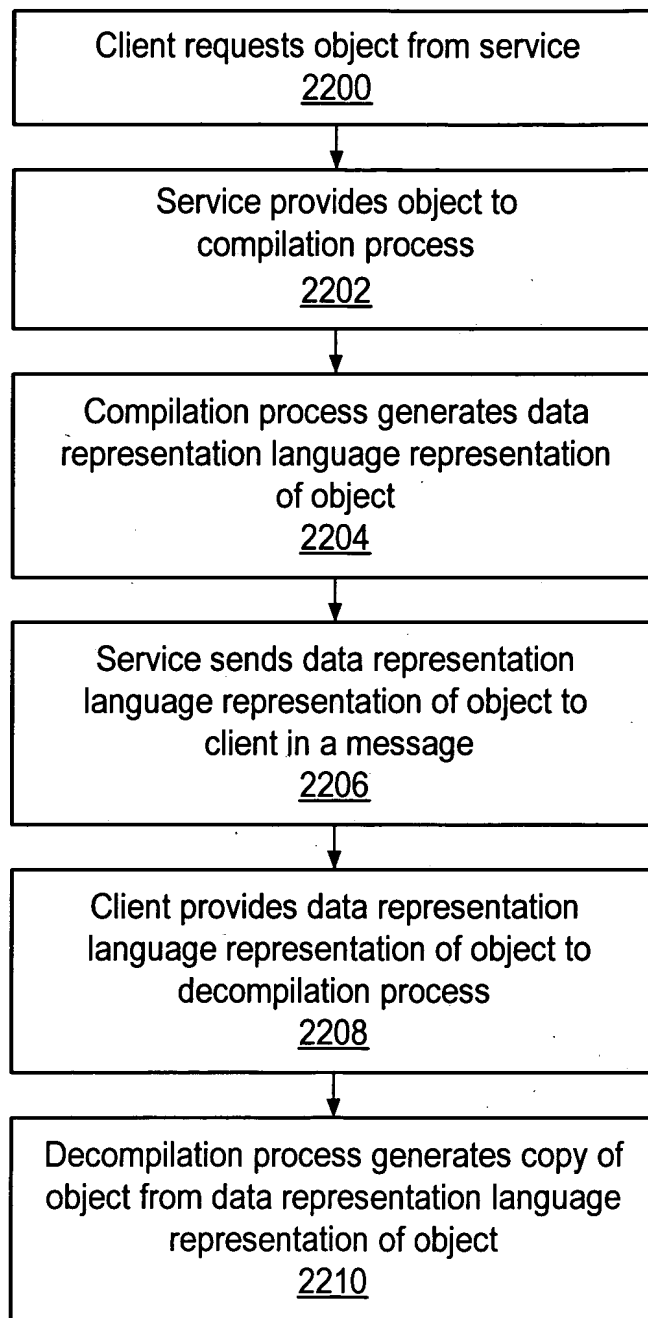 Client requests object from service
2200
Service provides object to
compilation process
2202
Compilation process generates data
representation language representation
of object
2204
Service sends data representation
language representation of object to
client in a message
2206
Client provides data representation
language representation of object to
decompilation process
2208
Decompilation process generates copy of
object from data representation language
representation of object
2210